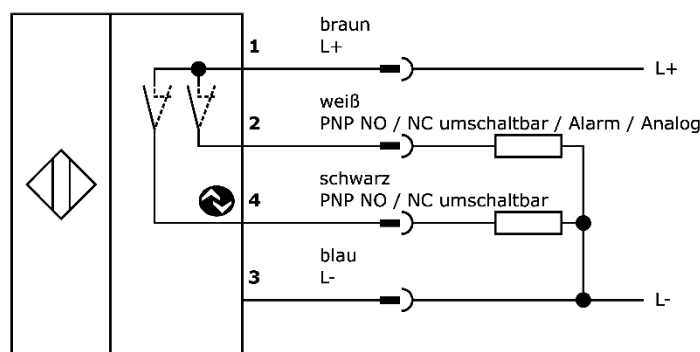 braun
1 L+
L+
weiß
2 PNP NO / NC umschaltbar / Alarm / Analog
schwarz
4 PNP NO / NC umschaltbar
blau
3 L-
L-